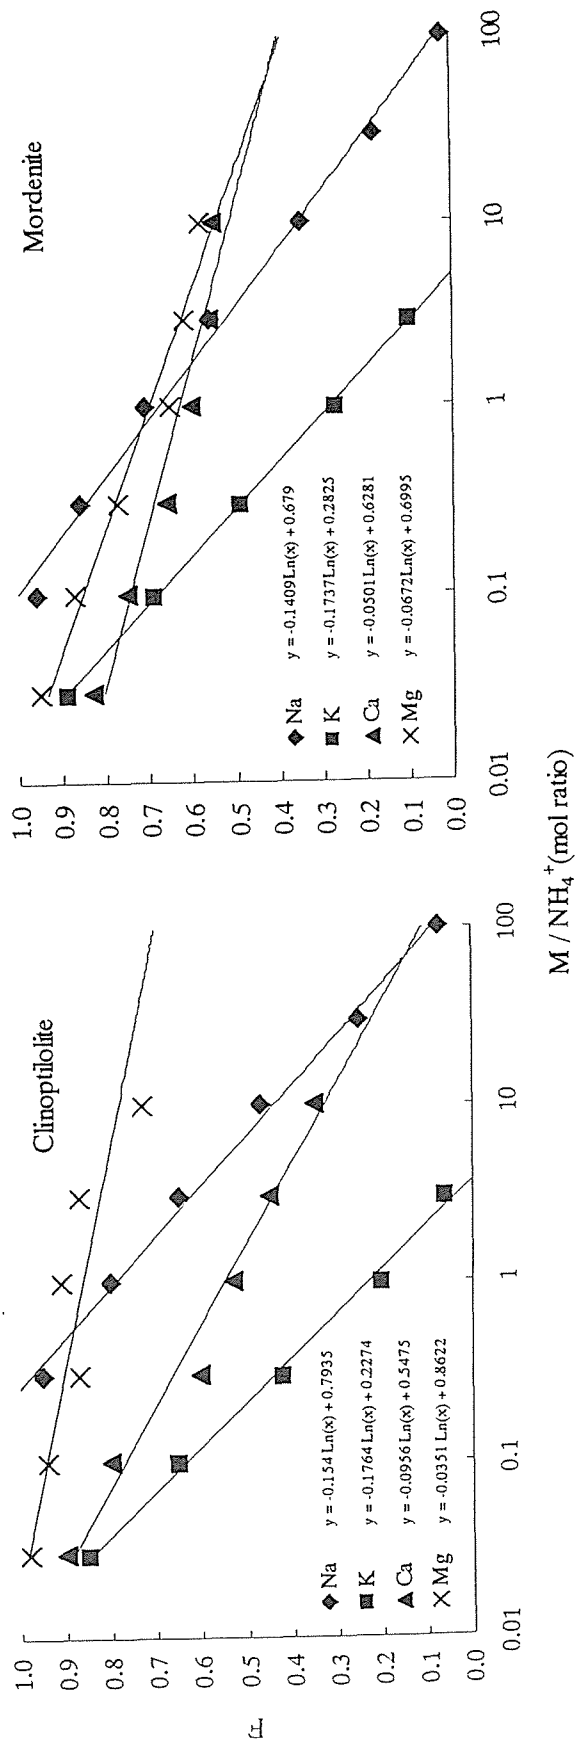 Clinoptilolite
F
1.0
0.9
0.8
0.7
0.6
0.5
0.4
0.3
0.2
0.1
0.0
Na y = -0.154 Ln(x) + 0.7935
K y = -0.1764 Ln(x) + 0.2274
Ca y = -0.0956 Ln(x) + 0.5475
Mg y = -0.0351 Ln(x) + 0.8622
0.01 0.1 1 10 100
Mordenite
1.0
0.9
0.8
0.7
0.6
0.5
0.4
0.3
0.2
0.1
0.0
Na y = -0.1409Ln(x) + 0.679
K y = -0.1737Ln(x) + 0.2825
Ca y = -0.0501Ln(x) + 0.6281
Mg y = -0.0672Ln(x) + 0.6995
0.01 0.1 1 10 100
M / NH₄⁺(mol ratio)